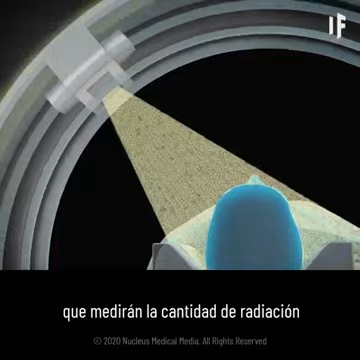 IF
que medirán la cantidad de radiación
© 2020 Nucleus Medical Media. All Rights Reserved